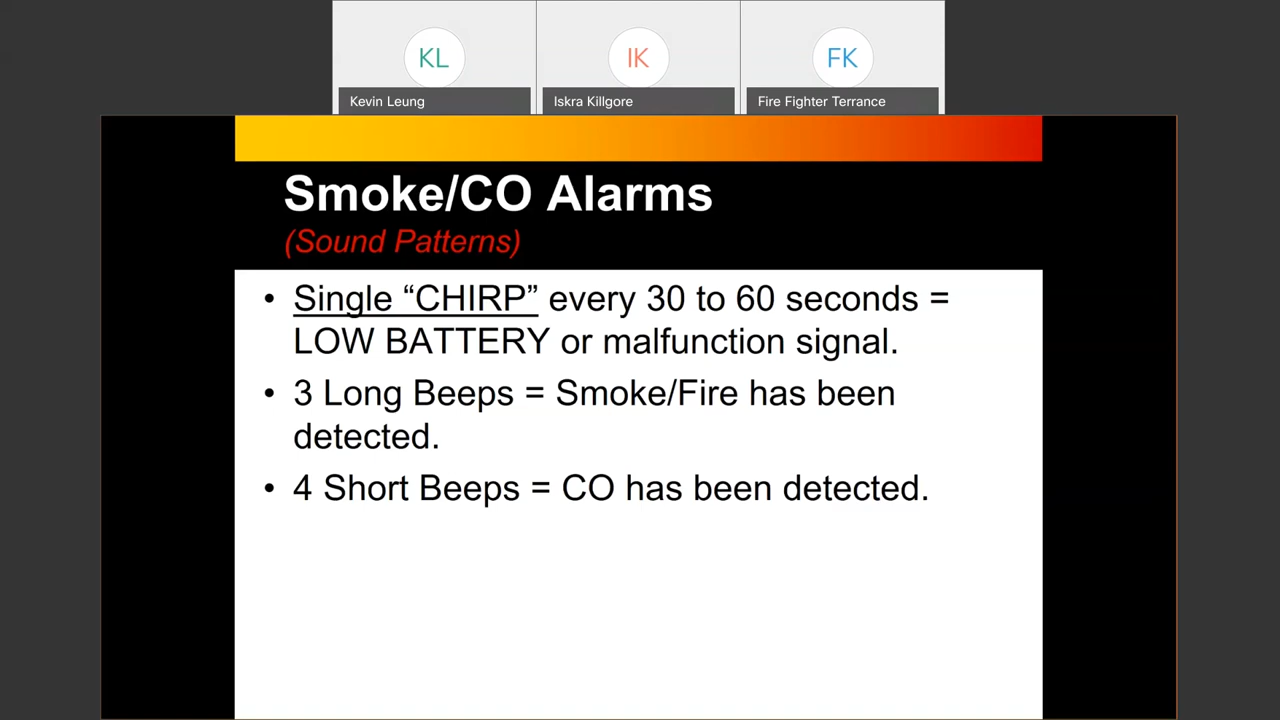 KL
IK
FK
Kevin Leung
Iskra Killgore
Fire Fighter Terrance
Smoke/CO Alarms
(Sound Patterns)
• Single “CHIRP” every 30 to 60 seconds =
LOW BATTERY or malfunction signal.
• 3 Long Beeps = Smoke/Fire has been
detected.
• 4 Short Beeps = CO has been detected.